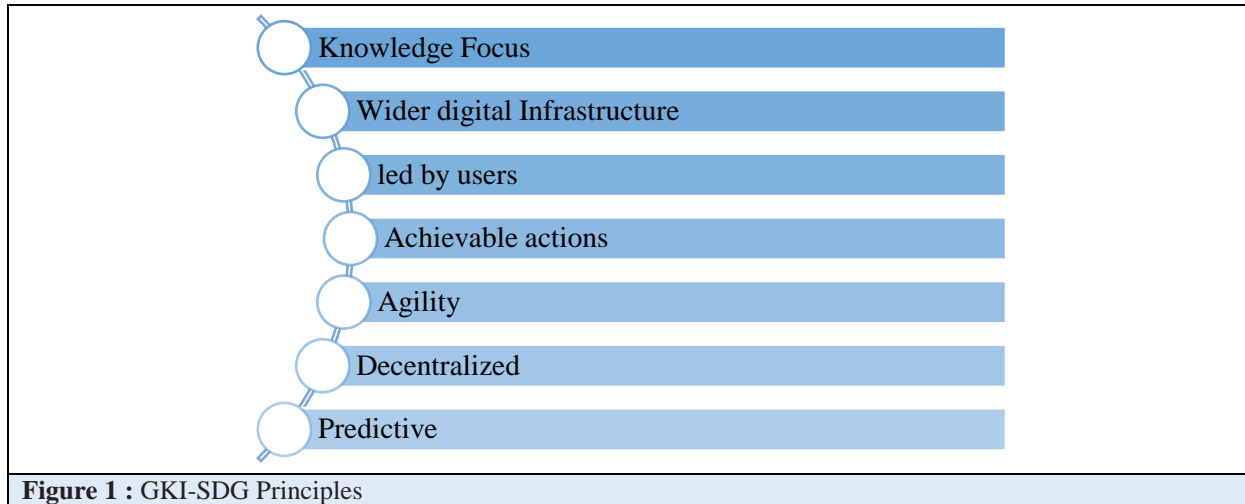 Knowledge Focus
Wider digital Infrastructure
led by users
Achievable actions
Agility
Decentralized
Predictive
Figure 1 : GKI-SDG Principles